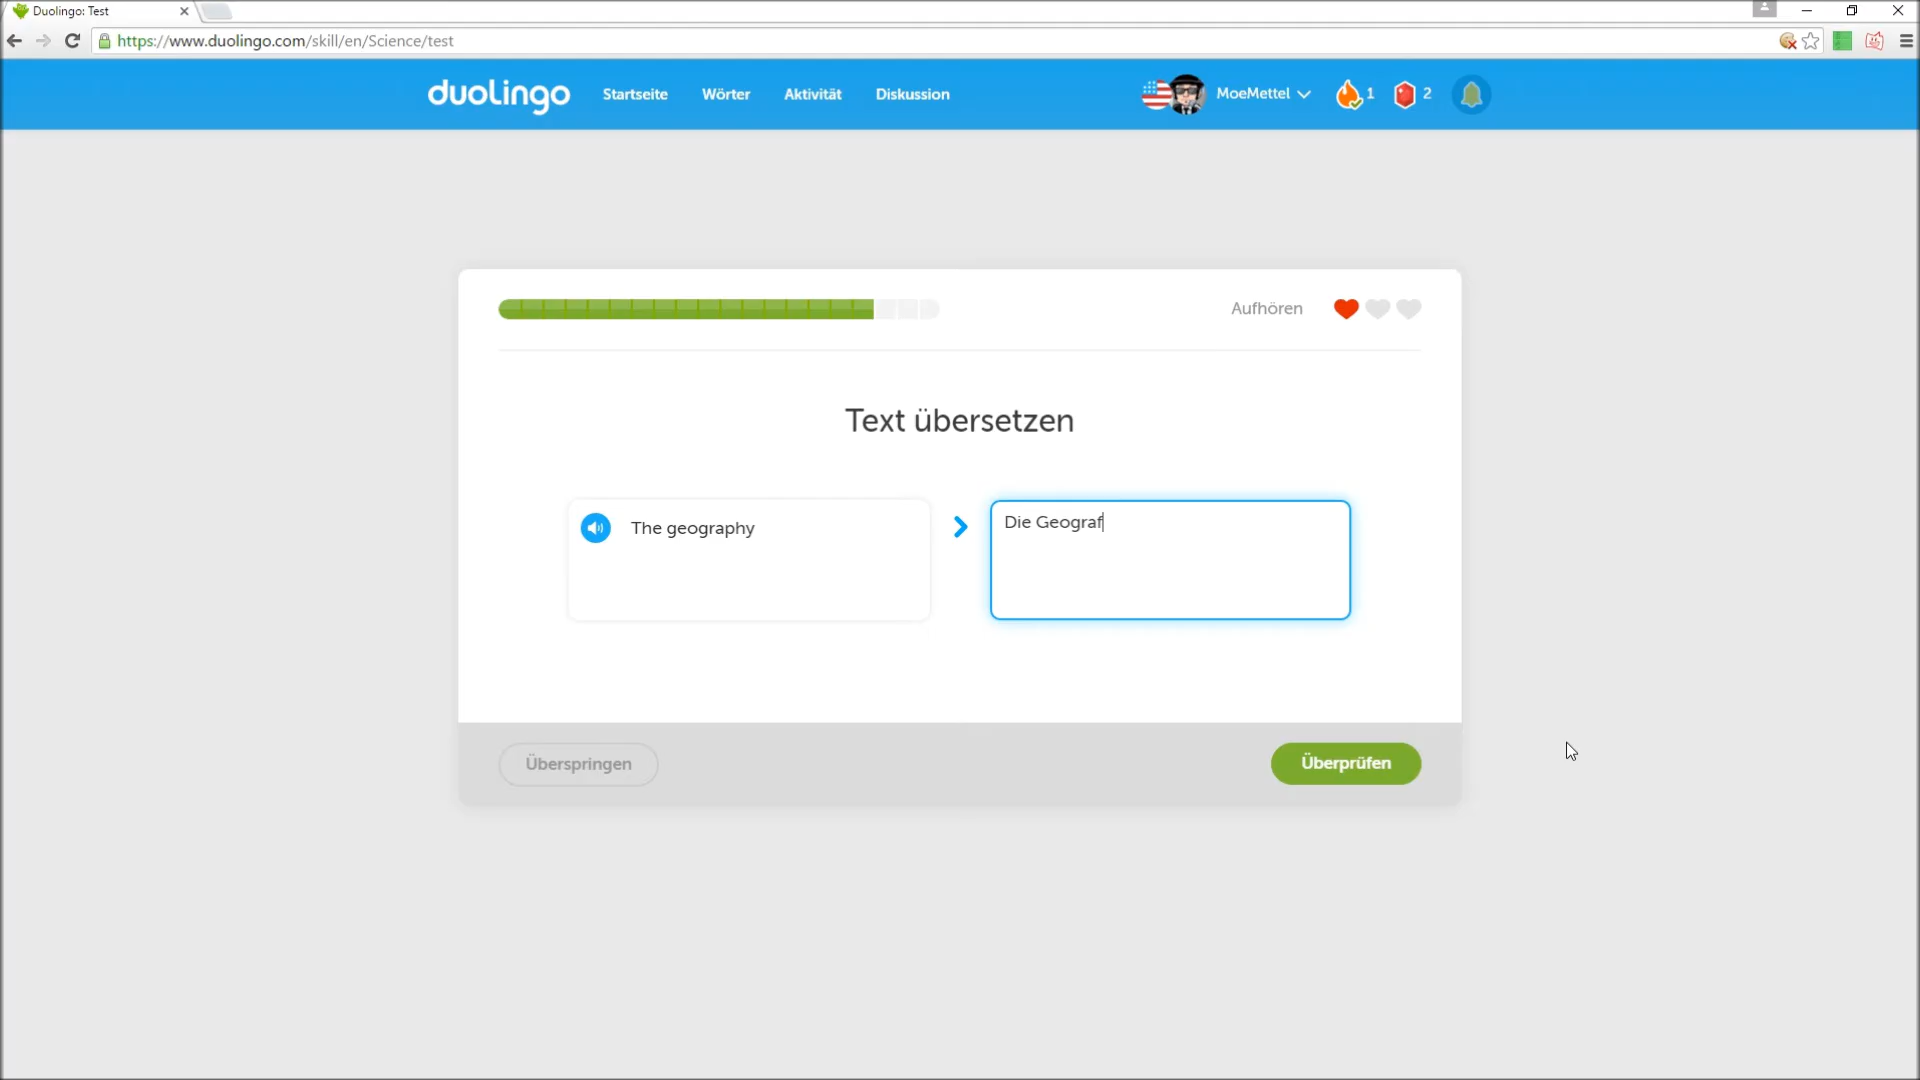 Duolingo: Test
https://www.duolingo.com/skill/en/Science/test
duolingo Startseite Wörter Aktivität Diskussion MoeMettel 1 2
Aufhören
Text übersetzen
The geography
Die Geograf
Überspringen
Überprüfen